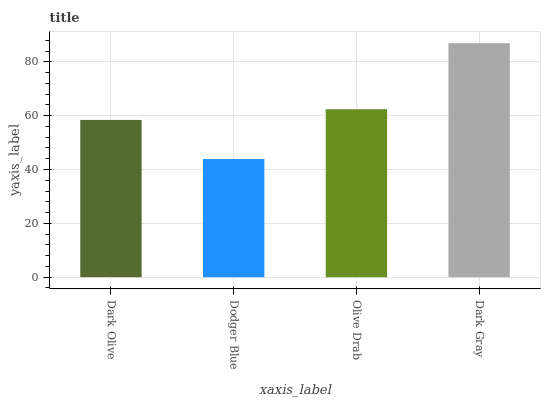 title
yaxis_label
80
60
40
20
0
Dark Olive
Dodger Blue
Olive Drab
Dark Gray
xaxis_label